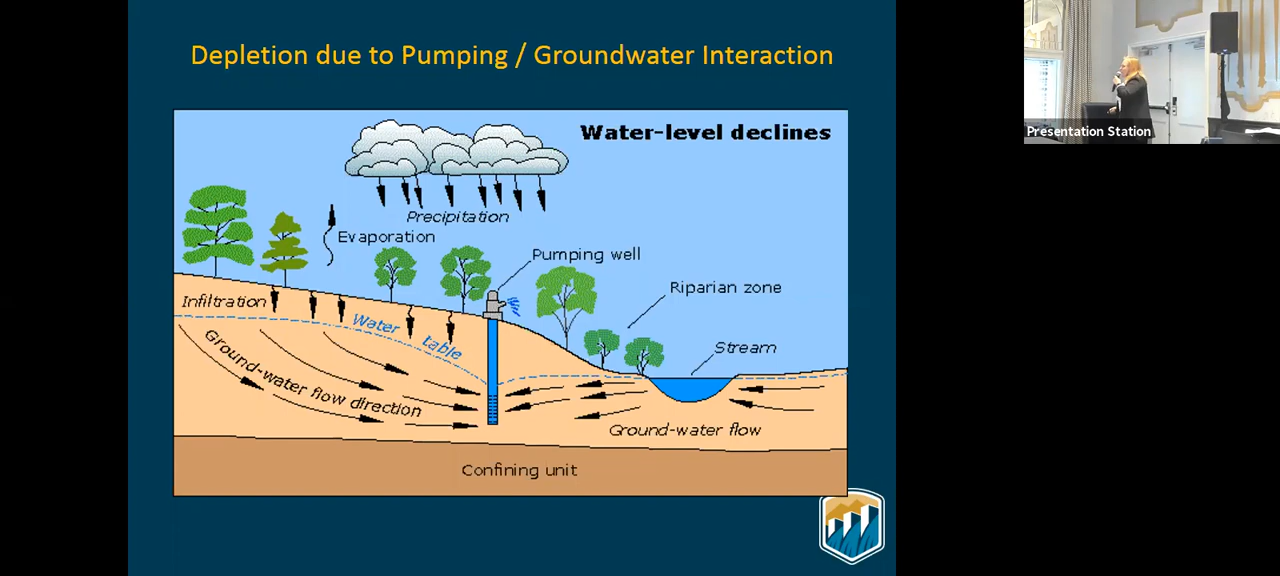 Depletion due to Pumping / Groundwater Interaction
Water-level declines
Precipitation
Evaporation
Pumping well
Riparian zone
Infiltration
Water table
Stream
Ground-water flow direction
Ground-water flow
Confining unit
Presentation Station